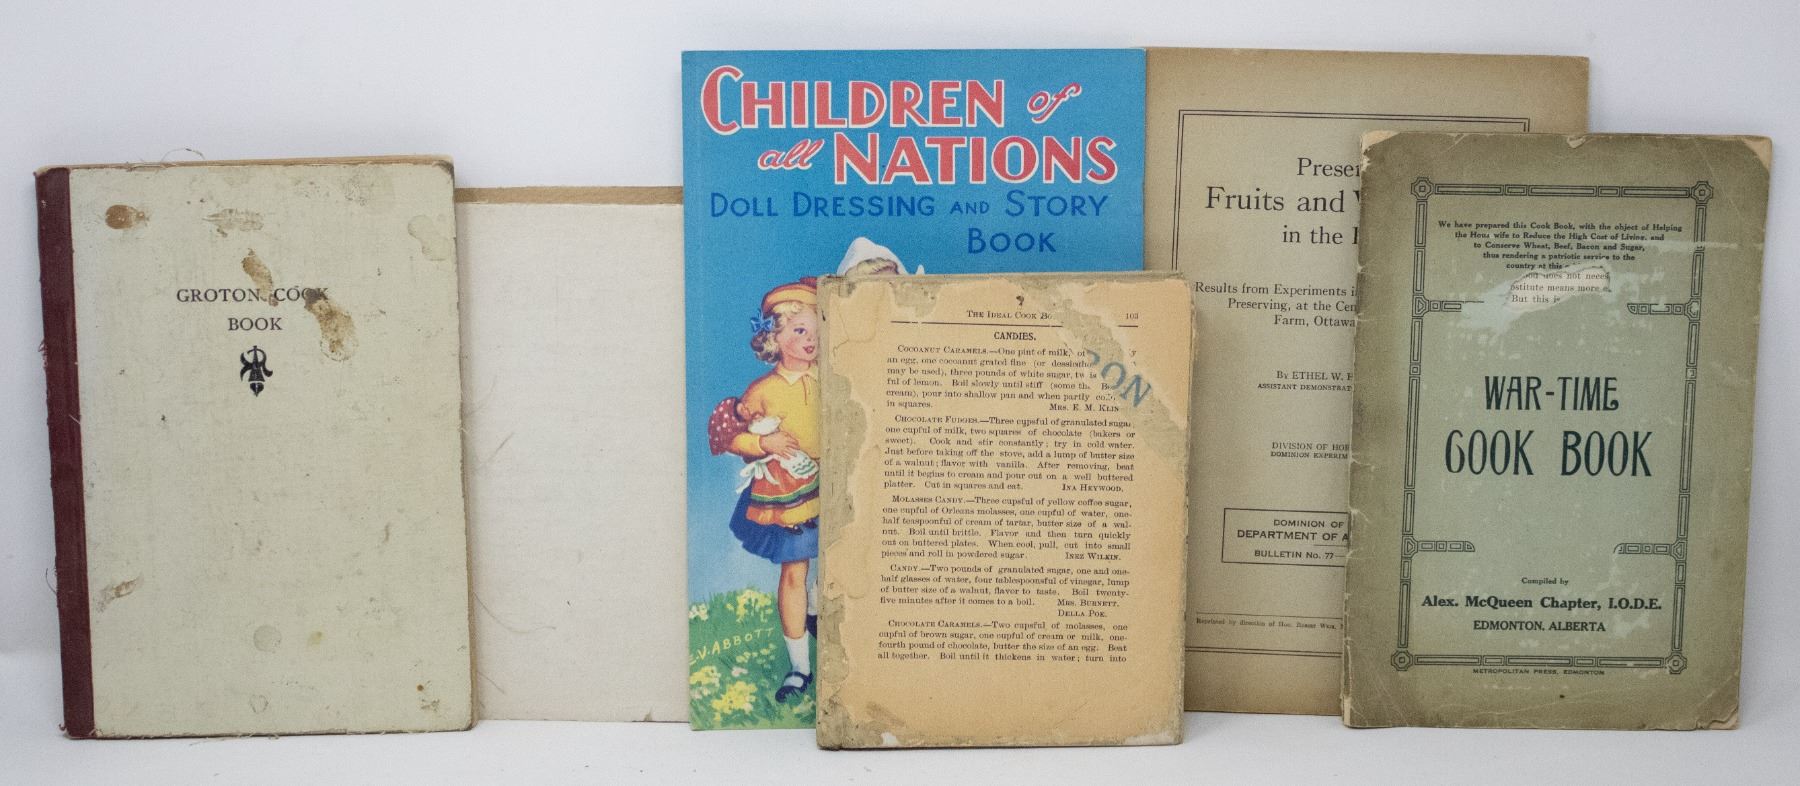 GROTON COOK
BOOK
CHILDREN of
all NATIONS
DOLL DRESSING AND STORY
BOOK
V. ABBOTT
THE IDEAL COOK 103
CANDIES.
COCOANUT CARAMELS.—One pint of milk,
an egg, one cocoanut grated fine (or
may be used), three pounds of white sugar,
ful of lemon. Boil slowly until stiff (some
cream), pour into shallow pan and when partly
in squares. MRS. E. M.
CHOCOLATE FUDGES.—Three cupsful of granulated sugar,
one cupful of milk, two squares of chocolate (bakers or
sweet). Cook and stir constantly; try in cold water.
Just before taking off the stove, add a lump of butter size
of a walnut; flavor with vanilla. After removing, beat
until it begins to cream and pour out on a well buttered
platter. Cut in squares and eat. INA HEYWOOD.
MOLASSES CANDY.—Three cupsful of yellow coffee sugar,
one cupful of Orleans molasses, one cupful of water, one-
half teaspoonful of cream of tartar, butter size of a wal-
nut. Boil until brittle. Flavor and then turn quickly
out on buttered plates. When cool, pull, cut into small
pieces and roll in powdered sugar. INEZ WILKIN.
CANDY.—Two pounds of granulated sugar, one and one-
half glasses of water, four tablespoonsful of vinegar, lump
of butter size of a walnut, flavor to taste. Boil twenty-
five minutes after it comes to a boil. MRS. BURNETT.
DELLA POE.
CHOCOLATE CARAMELS.—Two cupsful of molasses, one
cupful of brown sugar, one cupful of cream or milk, one-
fourth pound of chocolate, butter the size of an egg. Beat
all together. Boil until it thickens in water; turn into
Fruits and
in the
Results from Experiments
Preserving, at the
Farm, Ottawa
By ETHEL W.
ASSISTANT
DIVISION OF
DOMINION
DOMINION OF
DEPARTMENT OF
BULLETIN No. 77—
Reprinted by direction of Hon.
We have prepared this Cook Book, with the object of Helping
the House wife to Reduce the High Cost of Living, and
to Conserve Wheat, Beef, Bacon and Sugar,
thus rendering a patriotic service to the
country at this
does not
means more
But this is
WAR-TIME
COOK BOOK
Compiled by
Alex. McQueen Chapter, I.O.D.E.
EDMONTON, ALBERTA
METROPOLITAN PRESS, EDMONTON